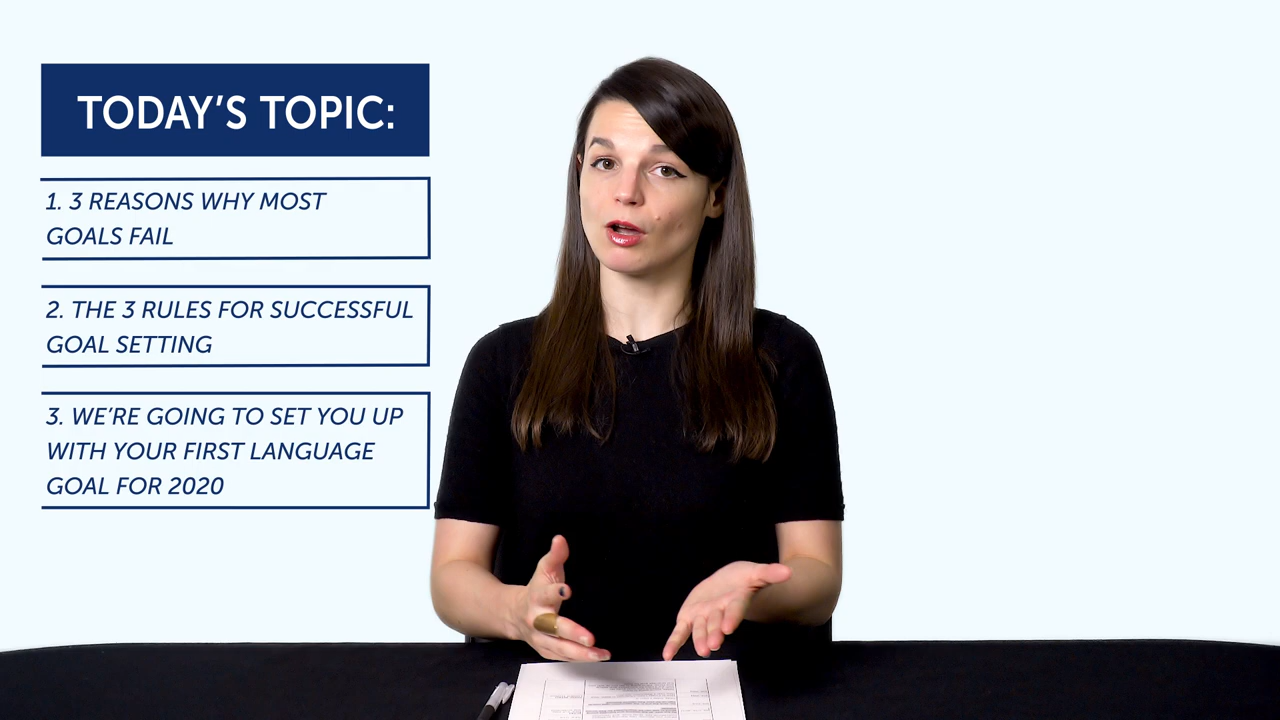 TODAY'S TOPIC:
1. 3 REASONS WHY MOST
GOALS FAIL
2. THE 3 RULES FOR SUCCESSFUL
GOAL SETTING
3. WE'RE GOING TO SET YOU UP
WITH YOUR FIRST LANGUAGE
GOAL FOR 2020